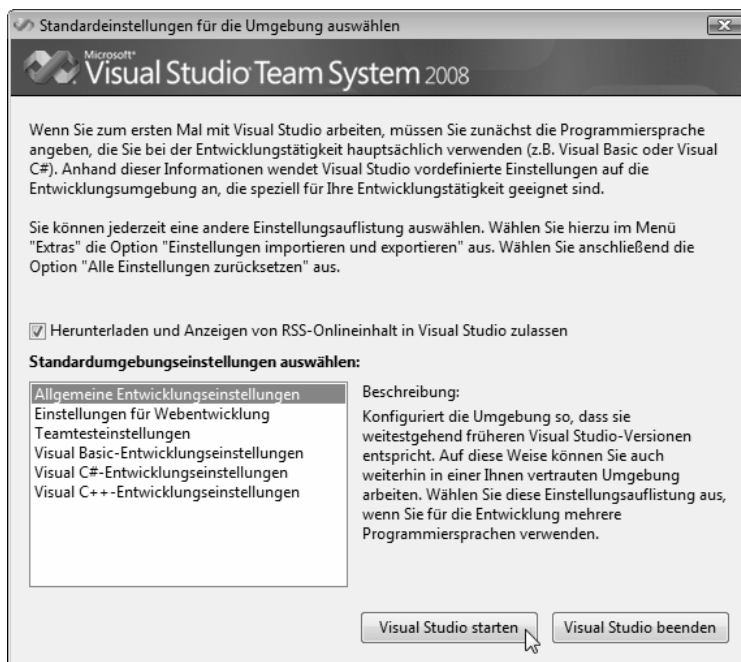 Standardeinstellungen für die Umgebung auswählen
Microsoft®
Visual Studio Team System 2008
Wenn Sie zum ersten Mal mit Visual Studio arbeiten, müssen Sie zunächst die Programmiersprache
angeben, die Sie bei der Entwicklungstätigkeit hauptsächlich verwenden (z.B. Visual Basic oder Visual
C#). Anhand dieser Informationen wendet Visual Studio vordefinierte Einstellungen auf die
Entwicklungsumgebung an, die speziell für Ihre Entwicklungstätigkeit geeignet sind.
Sie können jederzeit eine andere Einstellungsauflistung auswählen. Wählen Sie hierzu im Menü
"Extras" die Option "Einstellungen importieren und exportieren" aus. Wählen Sie anschließend die
Option "Alle Einstellungen zurücksetzen" aus.
Herunterladen und Anzeigen von RSS-Onlineinhalt in Visual Studio zulassen
Standardumgebungseinstellungen auswählen:
Allgemeine Entwicklungseinstellungen
Einstellungen für Webentwicklung
Teamtesteinstellungen
Visual Basic-Entwicklungseinstellungen
Visual C#-Entwicklungseinstellungen
Visual C++-Entwicklungseinstellungen
Beschreibung:
Konfiguriert die Umgebung so, dass sie
weitestgehend früheren Visual Studio-Versionen
entspricht. Auf diese Weise können Sie auch
weiterhin in einer Ihnen vertrauten Umgebung
arbeiten. Wählen Sie diese Einstellungsauflistung aus,
wenn Sie für die Entwicklung mehrere
Programmiersprachen verwenden.
Visual Studio starten
Visual Studio beenden